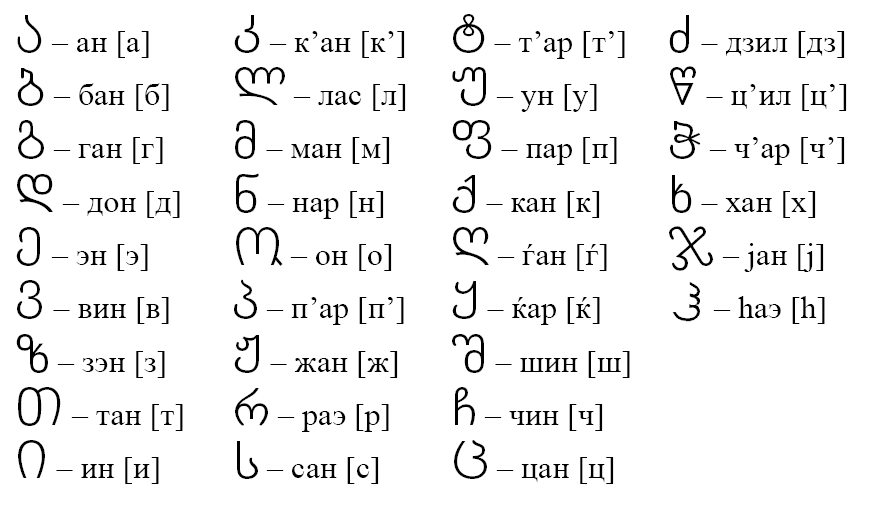 ა – ан [а] კ – к’ан [к’] ტ – т’ар [т’] ძ – дзил [дз]
ბ – бан [б] ლ – лас [л] უ – ун [у] წ – ц’ил [ц’]
გ – ган [г] მ – ман [м] ფ – пар [п] ჭ – ч’ар [ч’]
დ – дон [д] ნ – нар [н] ქ – кан [к] ხ – хан [х]
ე – эн [э] ო – он [о] ღ – ѓан [ѓ] ჯ – jан [j]
ვ – вин [в] პ – п’ар [п’] ყ – ќар [ќ] ჰ – hаэ [h]
ზ – зэн [з] ჟ – жан [ж] შ – шин [ш]
თ – тан [т] რ – раэ [р] ჩ – чин [ч]
ი – ин [и] ს – сан [с] ც – цан [ц]